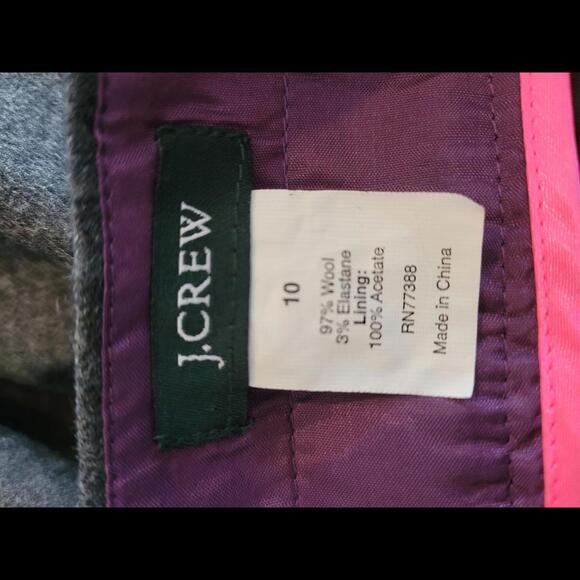 J.CREW
10
97% Wool
3% Elastane
Lining:
100% Acetate
RN77388
Made in China